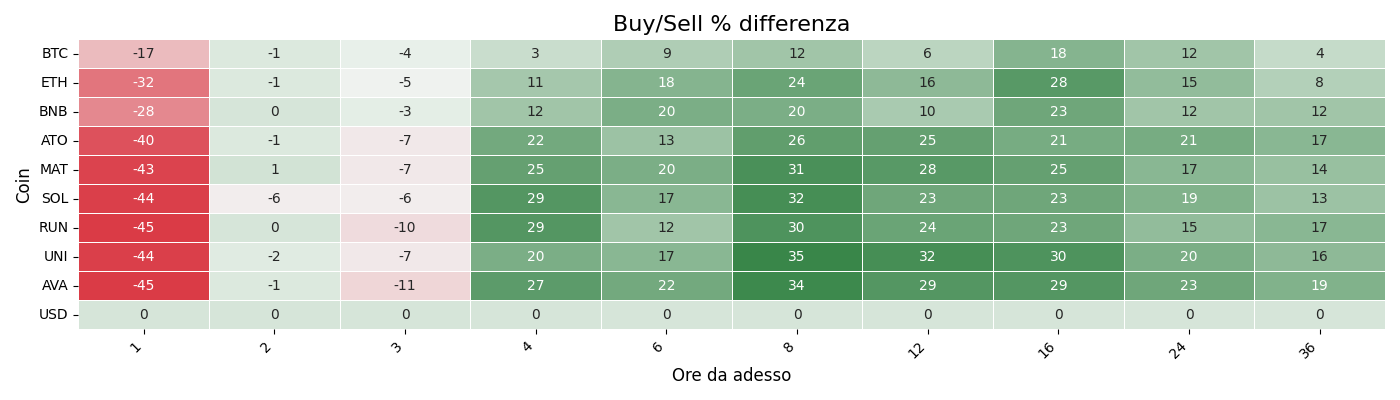 Buy/Sell % differenza
Coin
BTC -17 -1 -4 3 9 12 6 18 12 4
ETH -32 -1 -5 11 18 24 16 28 15 8
BNB -28 0 -3 12 20 20 10 23 12 12
ATO -40 -1 -7 22 13 26 25 21 21 17
MAT -43 1 -7 25 20 31 28 25 17 14
SOL -44 -6 -6 29 17 32 23 23 19 13
RUN -45 0 -10 29 12 30 24 23 15 17
UNI -44 -2 -7 20 17 35 32 30 20 16
AVA -45 -1 -11 27 22 34 29 29 23 19
USD 0 0 0 0 0 0 0 0 0 0
1 2 3 4 6 8 12 16 24 36
Ore da adesso